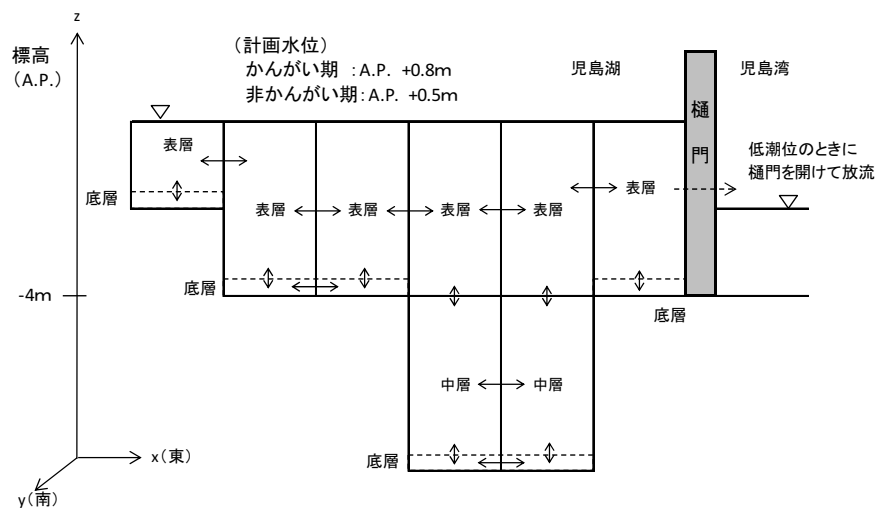 z
標高
(A.P.)
(計画水位)
かんがい期 :A.P. +0.8m
非かんがい期:A.P. +0.5m
児島湖
児島湾
樋門
表層
低潮位のときに
樋門を開けて放流
表層
底層
表層
表層
表層
表層
底層
-4m
底層
中層
中層
底層
x(東)
y(南)